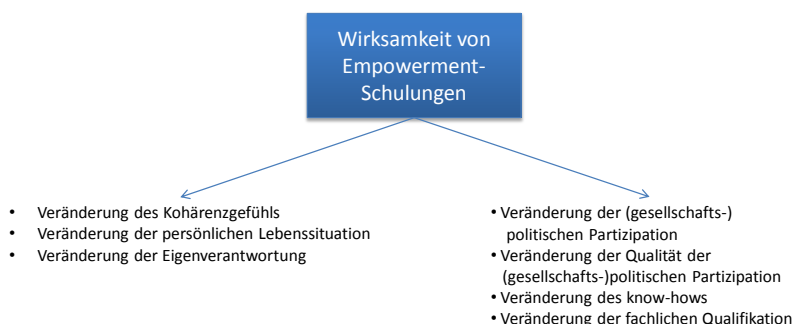 Wirksamkeit von
Empowerment-
Schulungen
• Veränderung des Kohärenzgefühls
• Veränderung der persönlichen Lebenssituation
• Veränderung der Eigenverantwortung
• Veränderung der (gesellschafts-)
politischen Partizipation
• Veränderung der Qualität der
(gesellschafts-)politischen Partizipation
• Veränderung des know-hows
• Veränderung der fachlichen Qualifikation